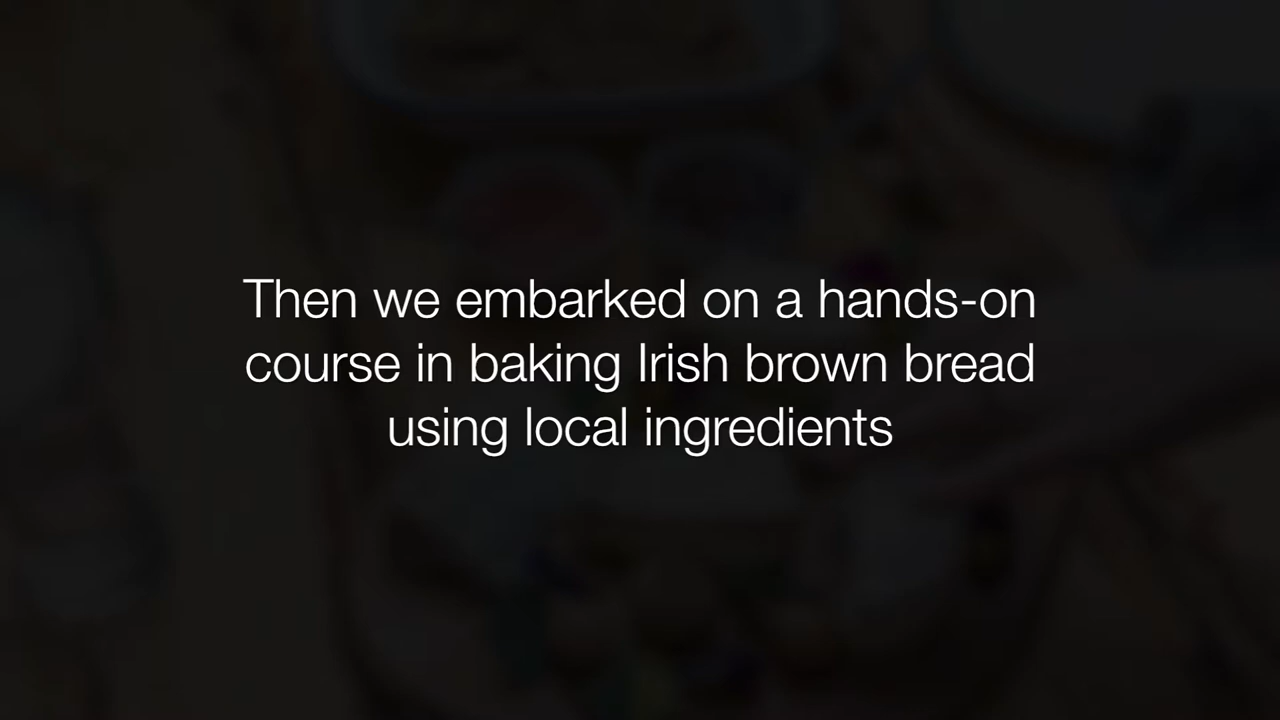 Then we embarked on a hands-on
course in baking Irish brown bread
using local ingredients